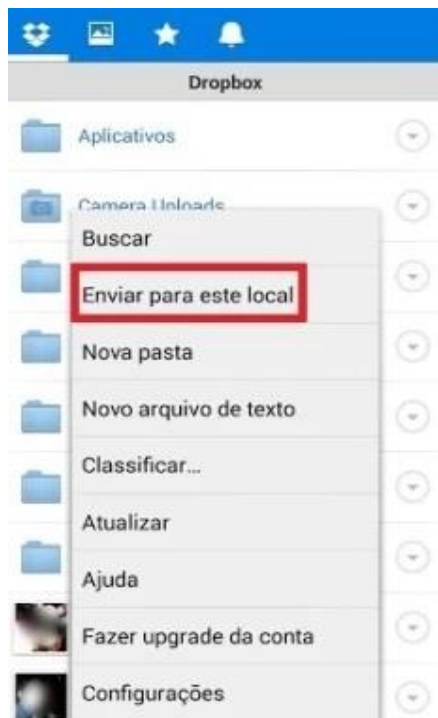 Dropbox
Aplicativos
Camera Uploads
Buscar
Enviar para este local
Nova pasta
Novo arquivo de texto
Classificar...
Atualizar
Ajuda
Fazer upgrade da conta
Configurações